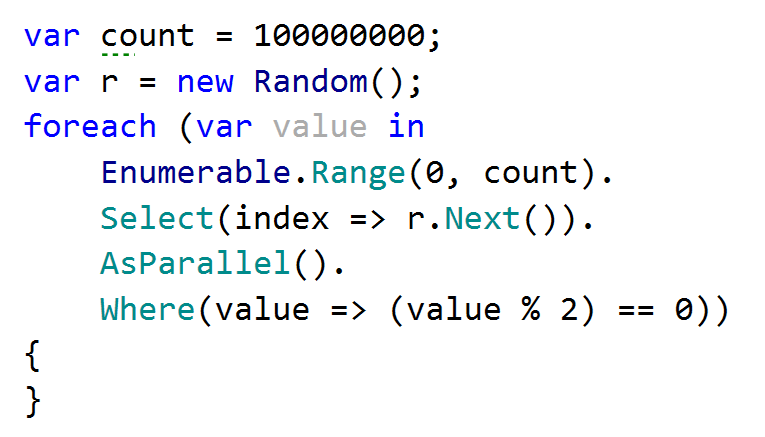 var count = 100000000;
var r = new Random();
foreach (var value in
    Enumerable.Range(0, count).
    Select(index => r.Next()).
    AsParallel().
    Where(value => (value % 2) == 0))
{
}